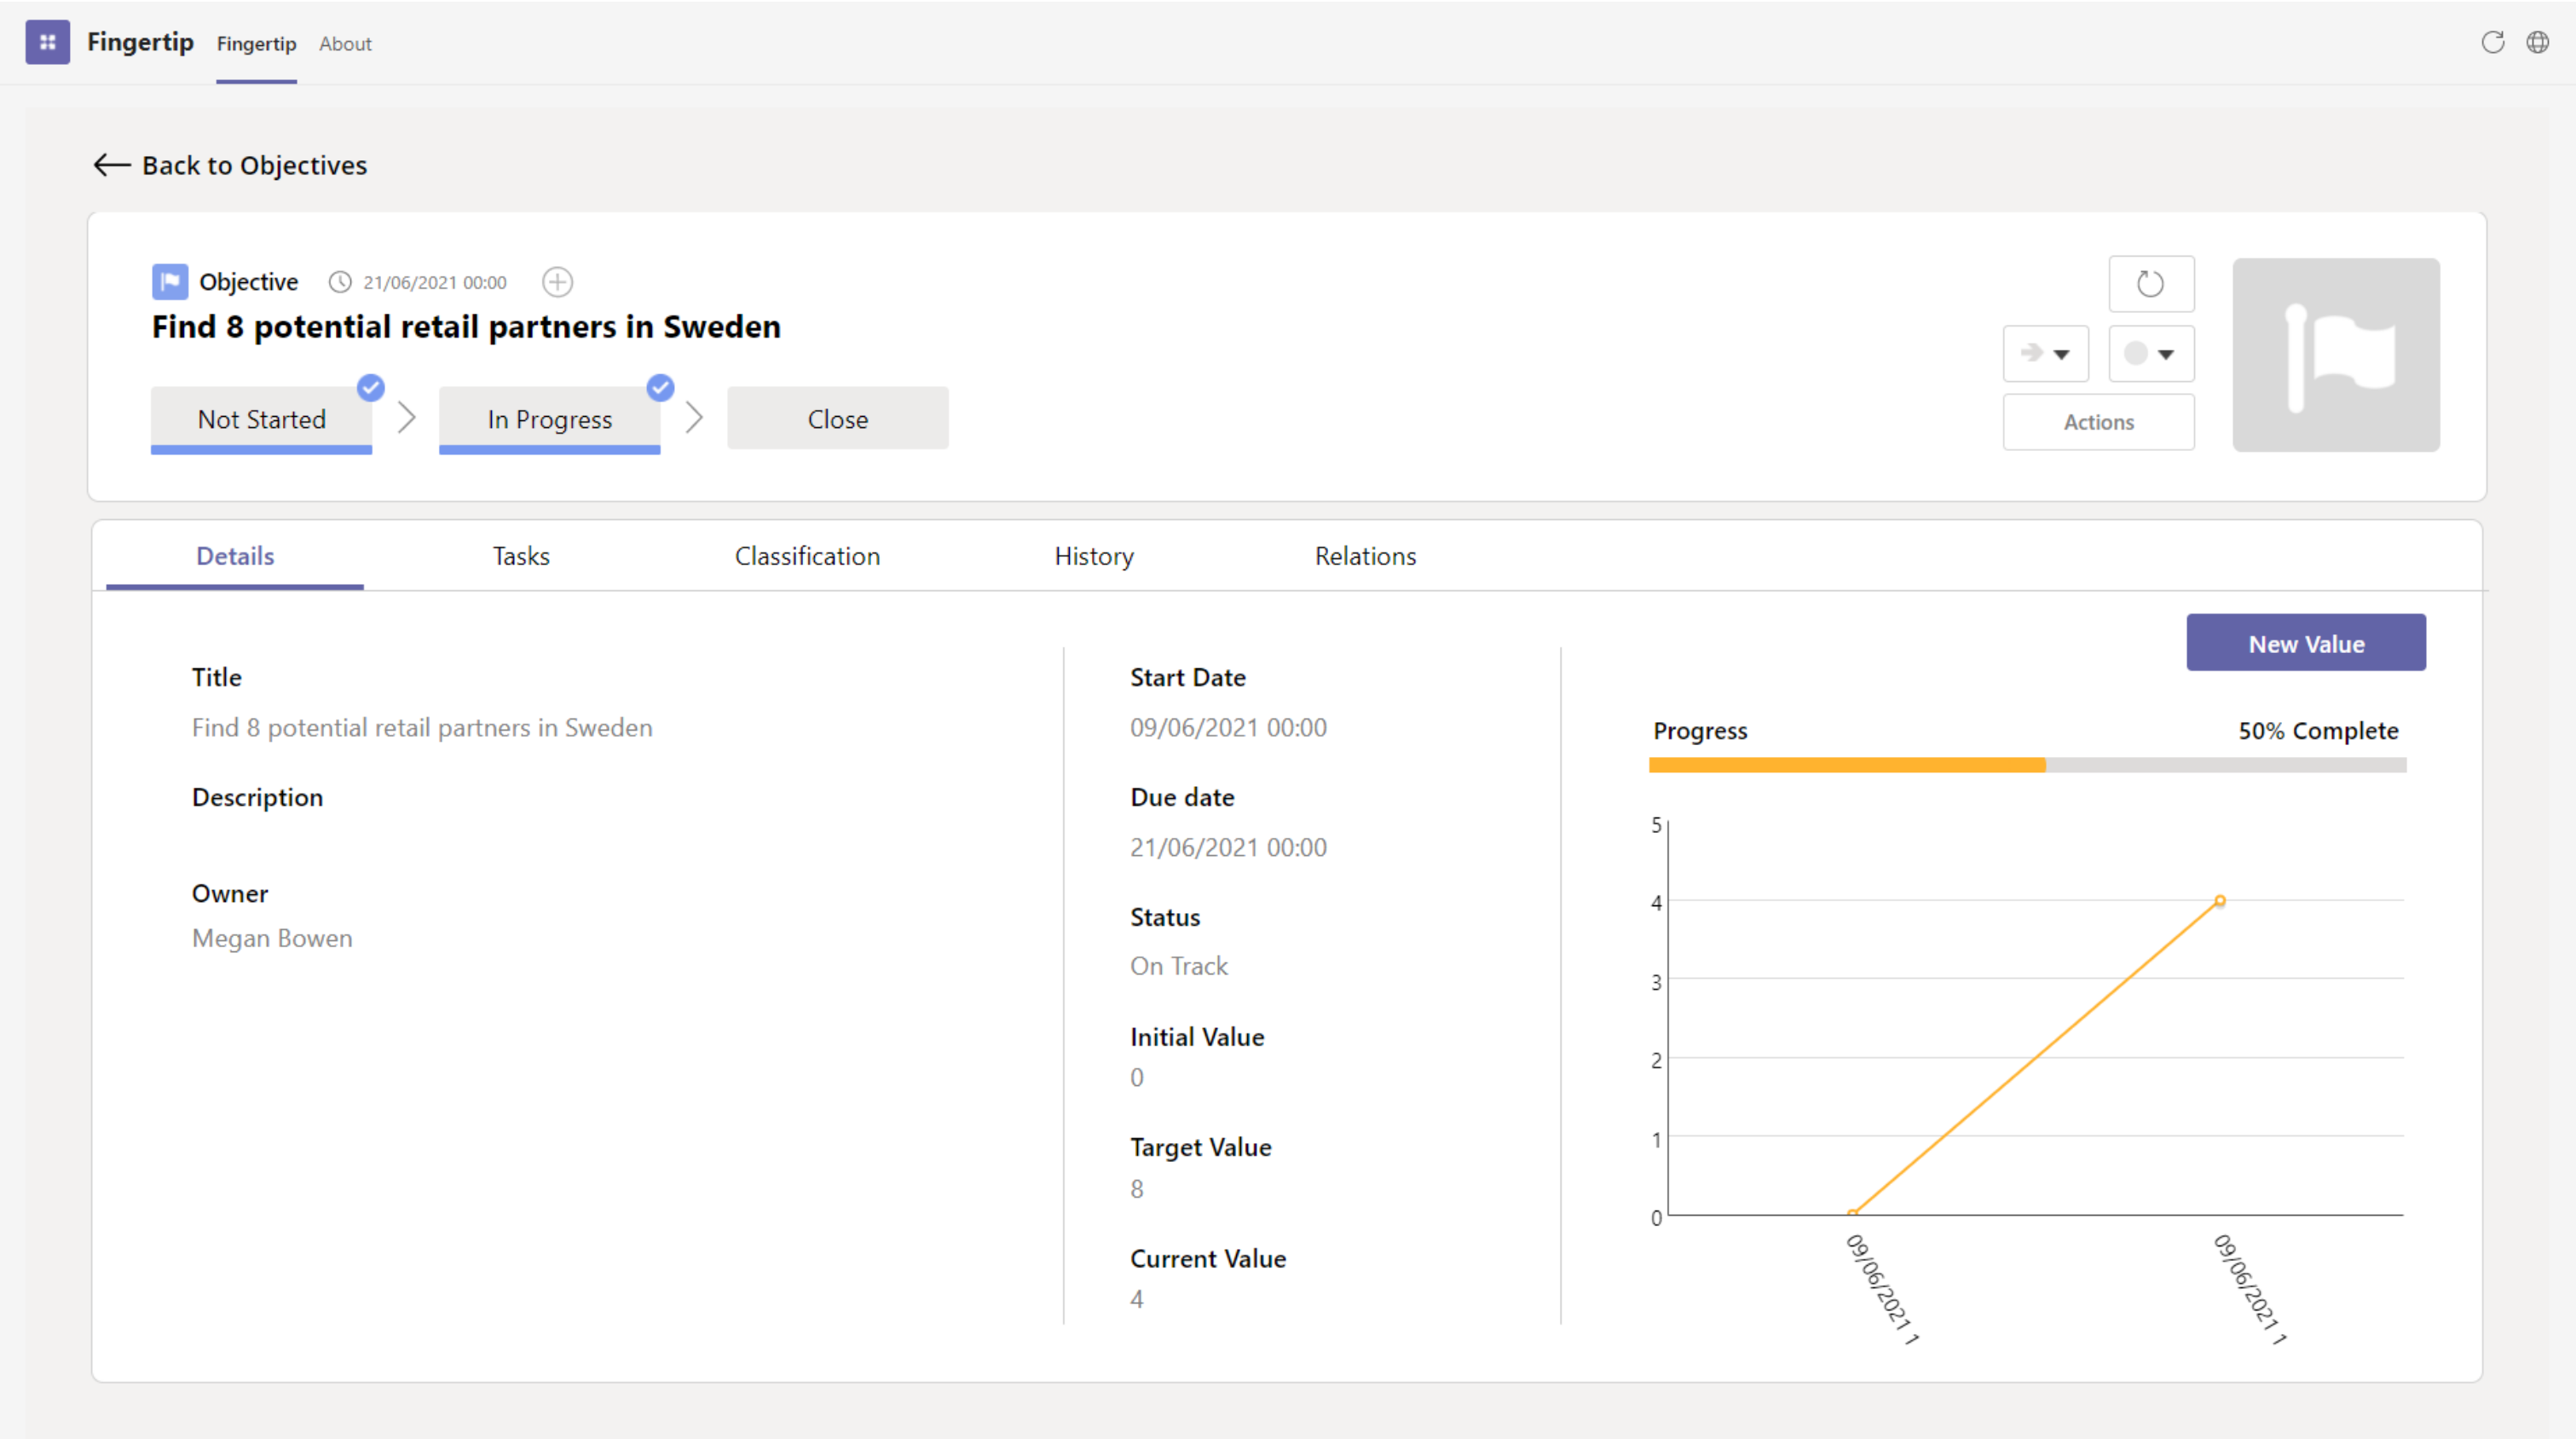 Fingertip Fingertip About
Back to Objectives
Objective 21/06/2021 00:00
Find 8 potential retail partners in Sweden
Not Started In Progress Close
Actions
Details Tasks Classification History Relations
New Value
Title
Find 8 potential retail partners in Sweden
Description
Owner
Megan Bowen
Start Date
09/06/2021 00:00
Due date
21/06/2021 00:00
Status
On Track
Initial Value
0
Target Value
8
Current Value
4
Progress 50% Complete
5
4
3
2
1
0
09/06/2021 1 09/06/2021 1